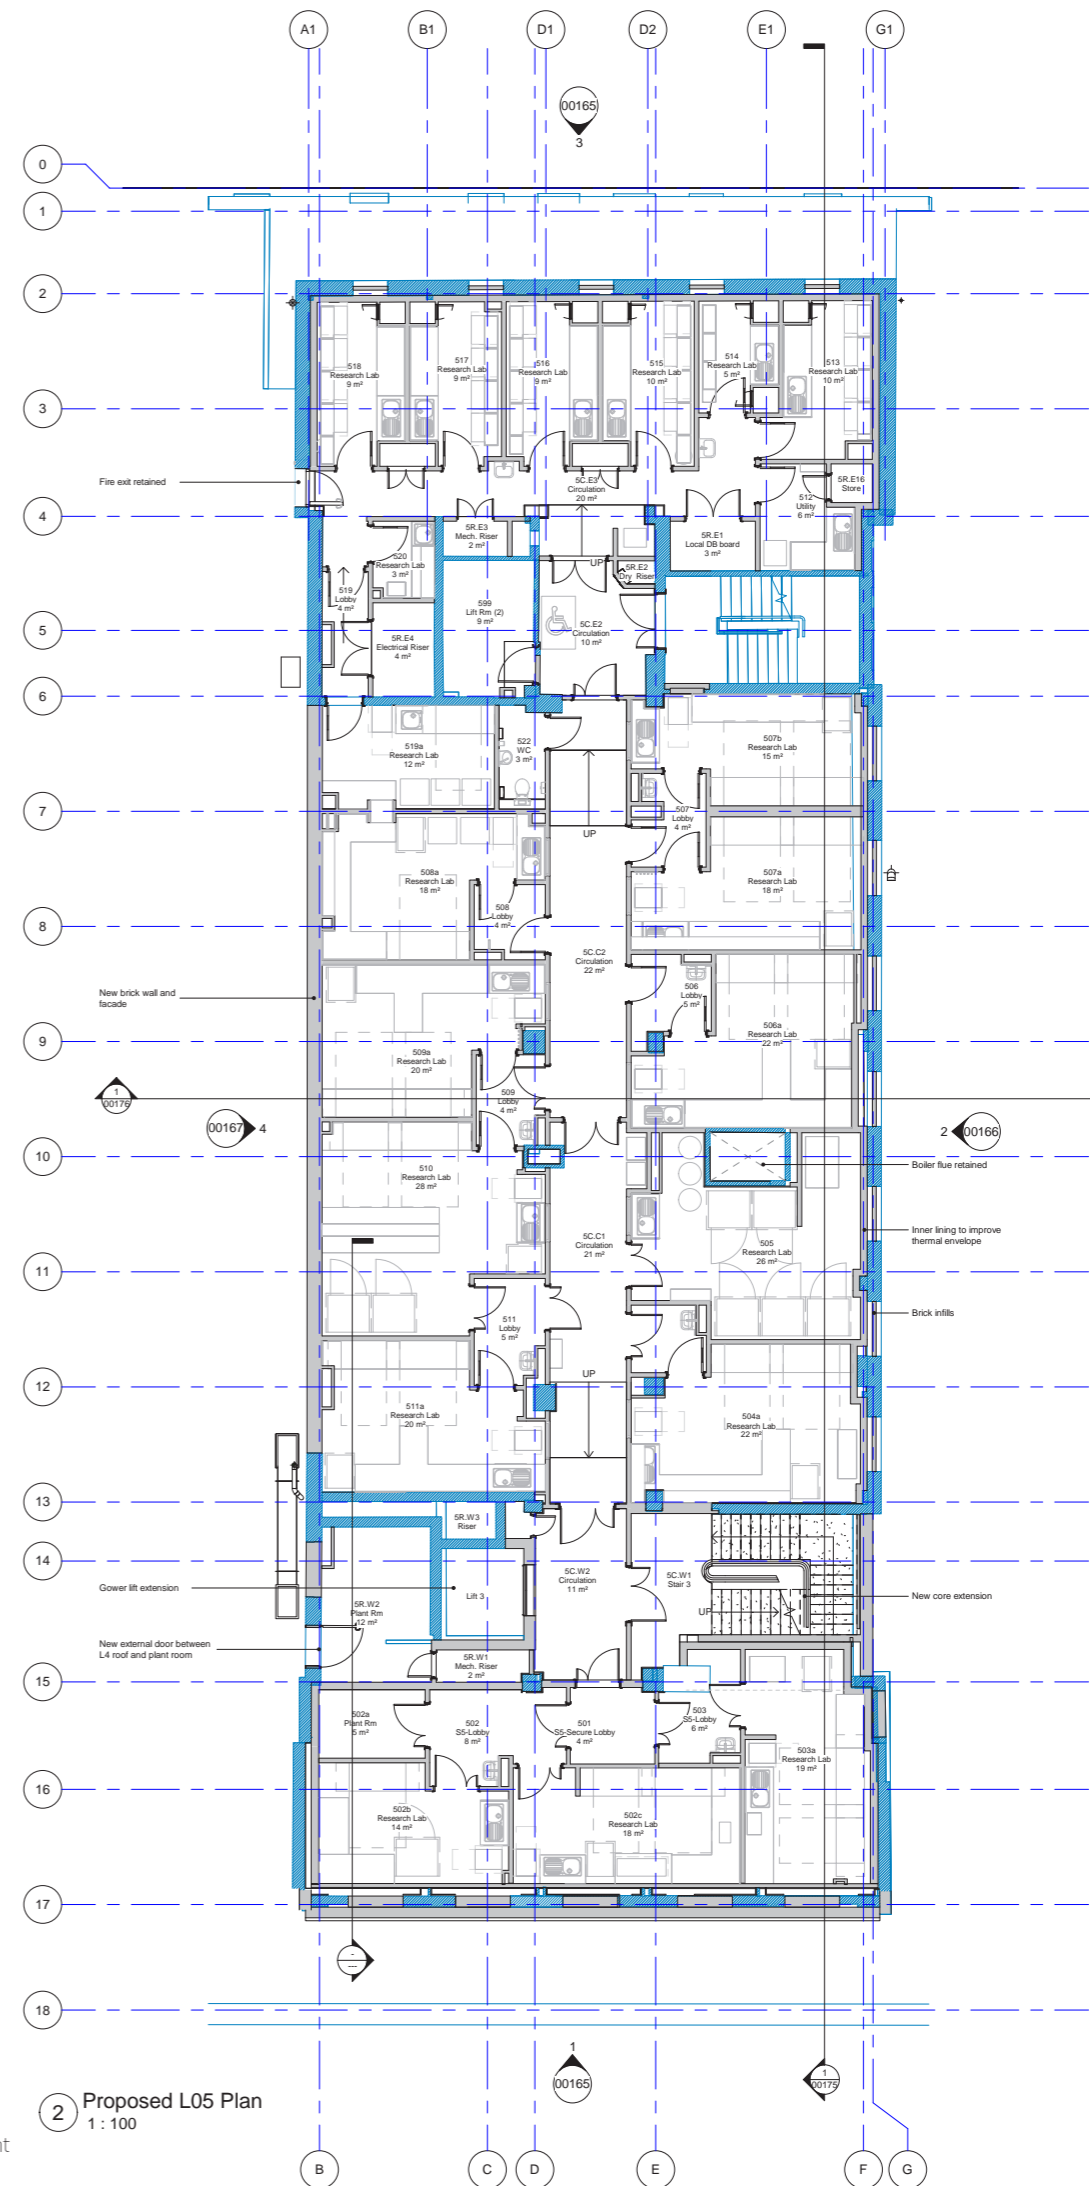 A1
B1
D1
D2
E1
G1
00165
3
0
1
2
518
Research Lab
9 m²
517
Research Lab
9 m²
516
Research Lab
9 m²
515
Research Lab
10 m²
514
Research Lab
5 m²
513
Research Lab
10 m²
3
Fire exit retained
5C.E3
Circulation
20 m²
512
Utility
6 m²
5R.E16
Store
4
5R.E3
Mech. Riser
2 m²
5R.E1
Local DB board
3 m²
520
Research Lab
3 m²
UP
5R.E2
Dry Riser
519
Lobby
4 m²
599
Lift Rm (2)
9 m²
5C.E2
Circulation
10 m²
5
5R.E4
Electrical Riser
4 m²
6
519a
Research Lab
12 m²
522
WC
3 m²
507b
Research Lab
15 m²
7
507
Lobby
4 m²
UP
508a
Research Lab
18 m²
507a
Research Lab
18 m²
508
Lobby
4 m²
8
5C.C2
Circulation
22 m²
506
Lobby
5 m²
506a
Research Lab
22 m²
New brick wall and
facade
9
509a
Research Lab
20 m²
509
Lobby
4 m²
1
00176
00167
4
2
00166
10
510
Research Lab
28 m²
Boiler flue retained
5C.C1
Circulation
21 m²
505
Research Lab
26 m²
Inner lining to improve
thermal envelope
11
Brick infills
511
Lobby
5 m²
UP
12
511a
Research Lab
20 m²
504a
Research Lab
22 m²
13
5R.W3
Riser
14
5C.W2
Circulation
11 m²
5C.W1
Stair 3
Gower lift extension
Lift 3
New core extension
UP
5R.W2
Plant Rm
12 m²
New external door between
L4 roof and plant room
5R.W1
Mech. Riser
2 m²
15
502a
Plant Rm
5 m²
502
S5-Lobby
8 m²
501
S5-Secure Lobby
4 m²
503
S5-Lobby
6 m²
503a
Research Lab
19 m²
16
502b
Research Lab
14 m²
502c
Research Lab
18 m²
17
-
---
18
1
00165
1
00175
2
Proposed L05 Plan
1 : 100
B
C
D
E
F
G